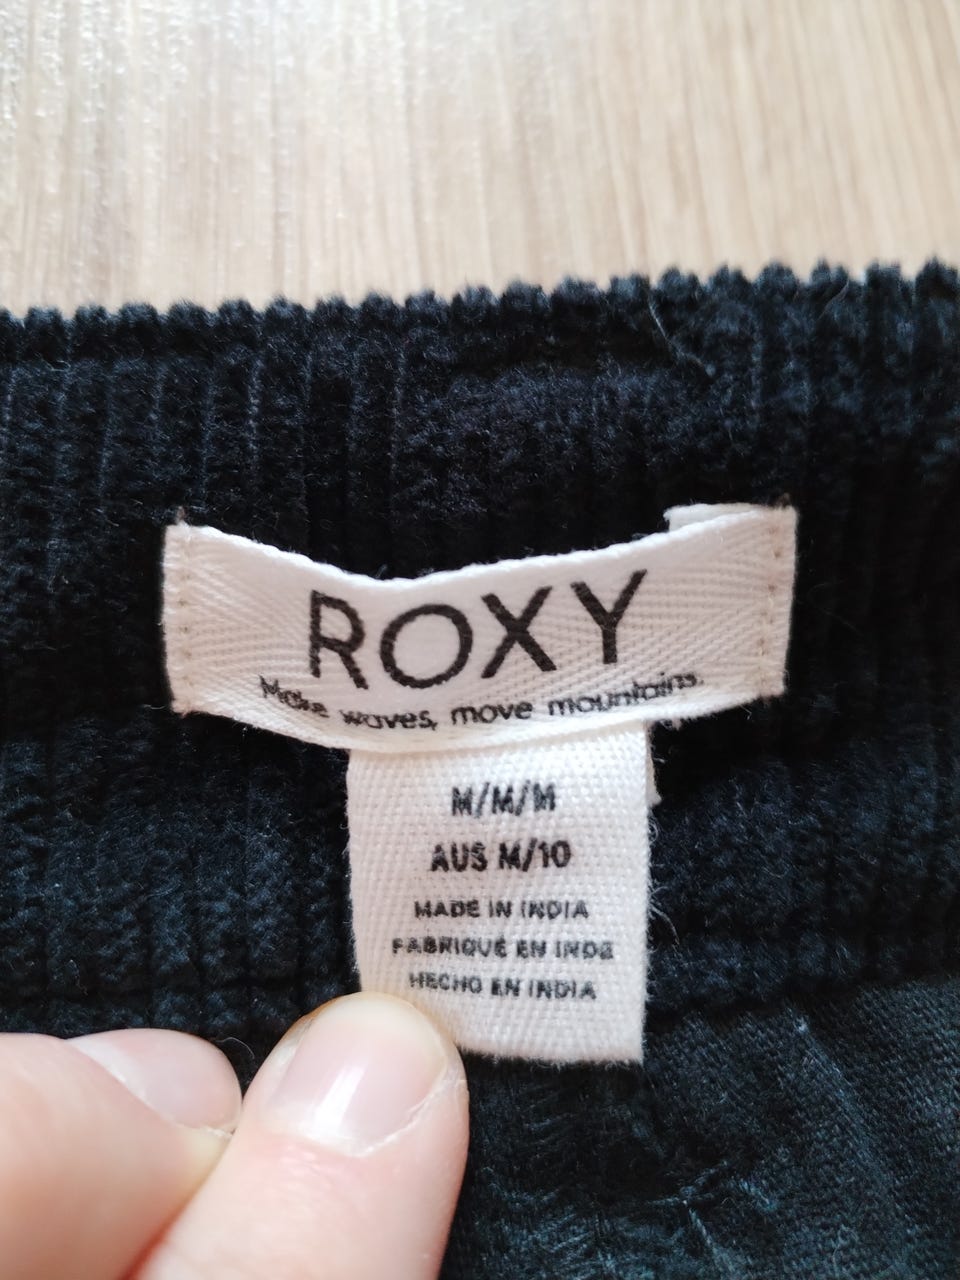 ROXY
Make waves, move mountains.
M/M/M
AUS M/10
MADE IN INDIA
FABRIQUÉ EN INDE
HECHO EN INDIA